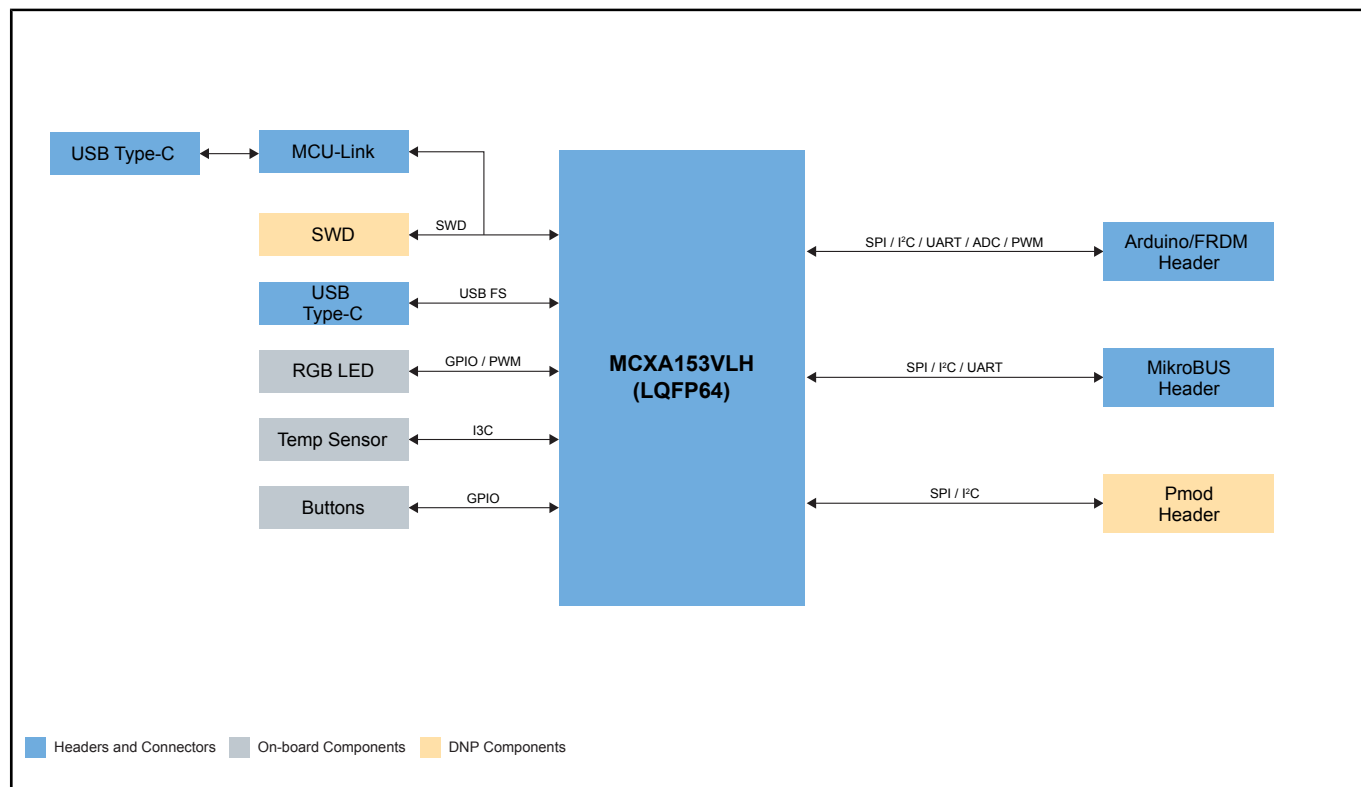 USB Type-C
MCU-Link
SWD
SWD
USB
Type-C
USB FS
RGB LED
GPIO / PWM
Temp Sensor
I3C
Buttons
GPIO
MCXA153VLH
(LQFP64)
SPI / I²C / UART / ADC / PWM
Arduino/FRDM
Header
SPI / I²C / UART
MikroBUS
Header
SPI / I²C
Pmod
Header
Headers and Connectors
On-board Components
DNP Components